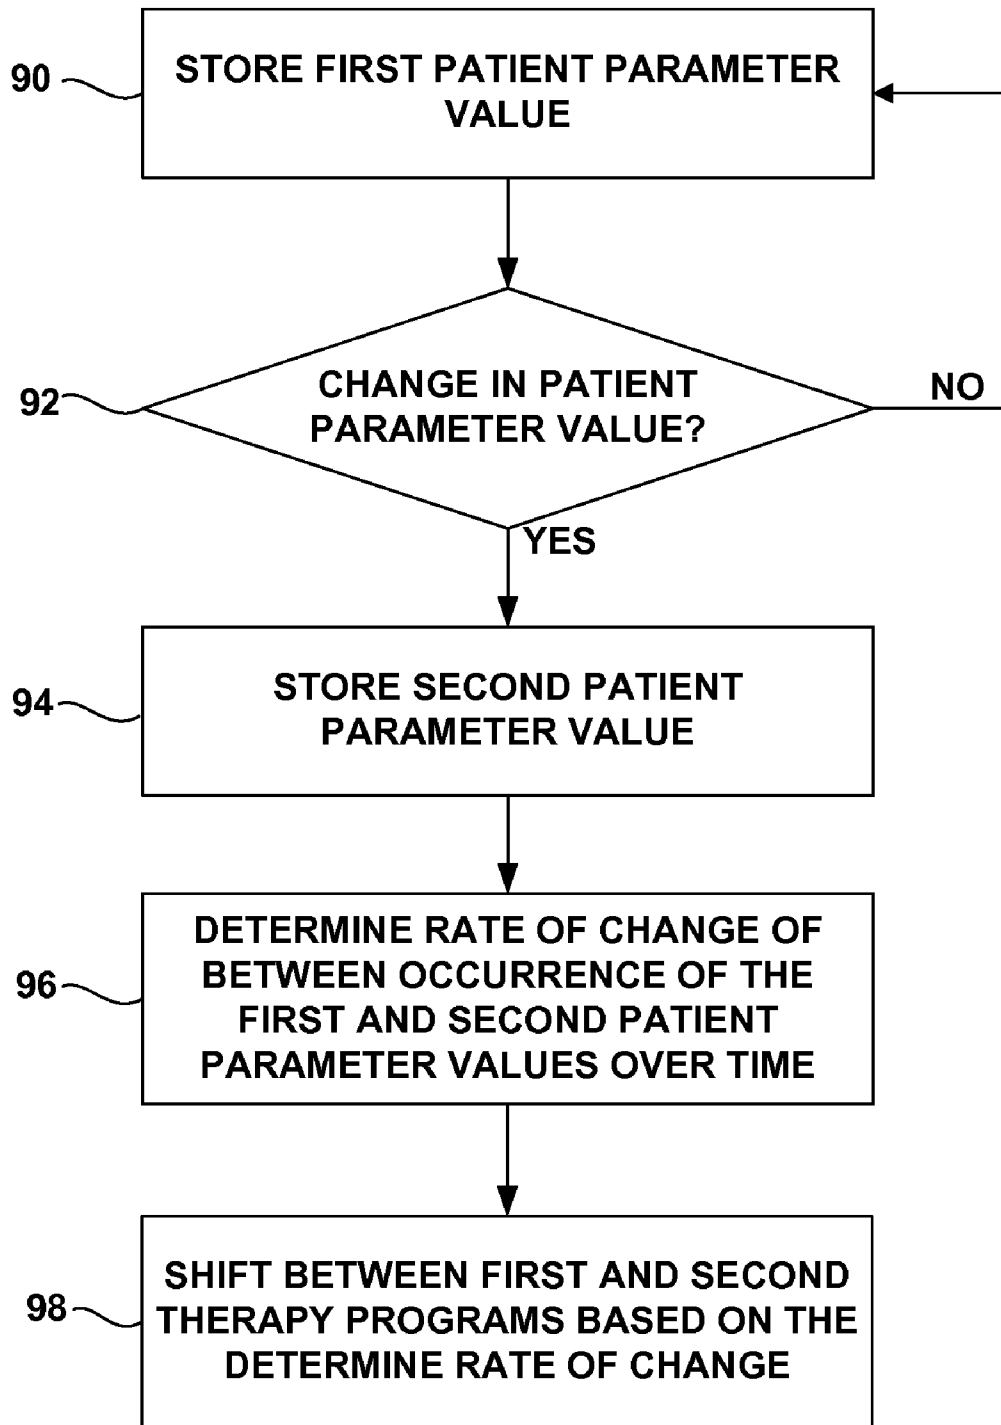 90
STORE FIRST PATIENT PARAMETER
VALUE
92
CHANGE IN PATIENT
PARAMETER VALUE?
NO
YES
94
STORE SECOND PATIENT
PARAMETER VALUE
96
DETERMINE RATE OF CHANGE OF
BETWEEN OCCURRENCE OF THE
FIRST AND SECOND PATIENT
PARAMETER VALUES OVER TIME
98
SHIFT BETWEEN FIRST AND SECOND
THERAPY PROGRAMS BASED ON THE
DETERMINE RATE OF CHANGE